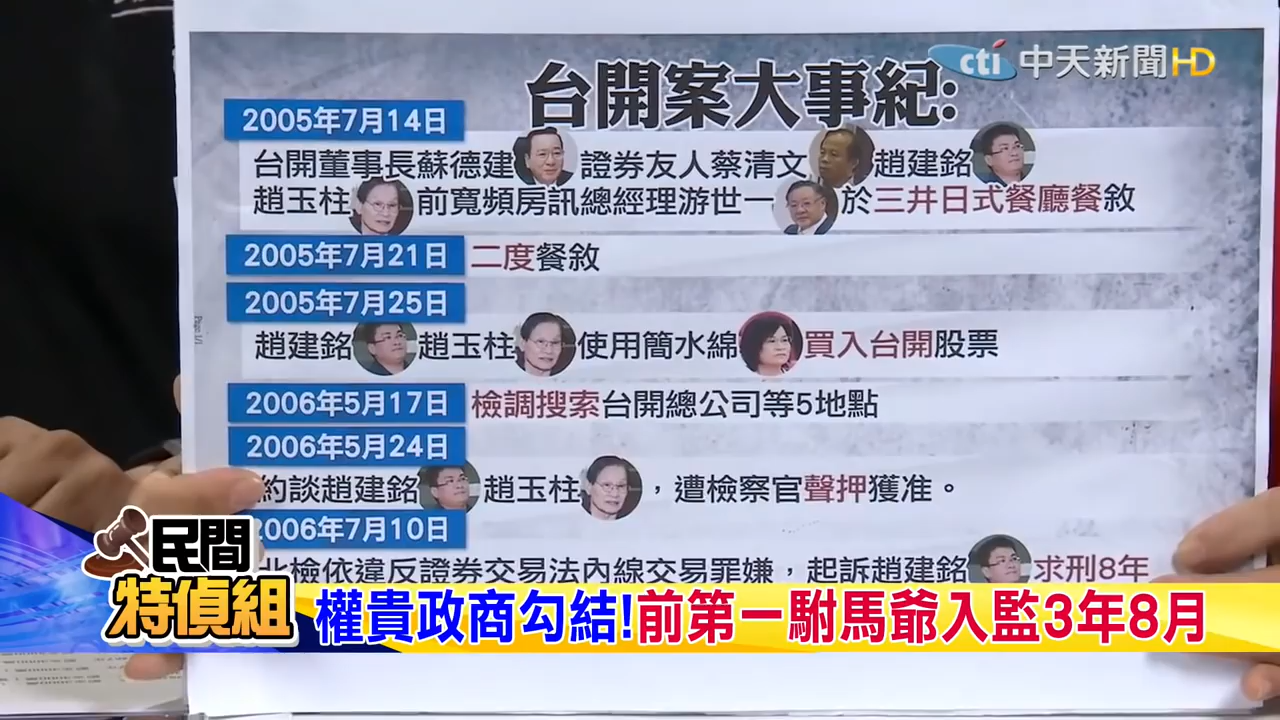 cti 中天新聞HD
台開案大事紀:
2005年7月14日
台開董事長蘇德建 證券友人蔡清文 趙建銘
趙玉柱 前寬頻房訊總經理游世一 於三井日式餐廳餐敘
2005年7月21日 二度餐敘
2005年7月25日
趙建銘 趙玉柱 使用簡水綿 買入台開股票
2006年5月17日 檢調搜索台開總公司等5地點
2006年5月24日
約談趙建銘 趙玉柱 ，遭檢察官聲押獲准。
2006年7月10日
北檢依違反證券交易法內線交易罪嫌，起訴趙建銘 求刑8年
Page 1/1
民間
特偵組
權貴政商勾結!前第一駙馬爺入監3年8月